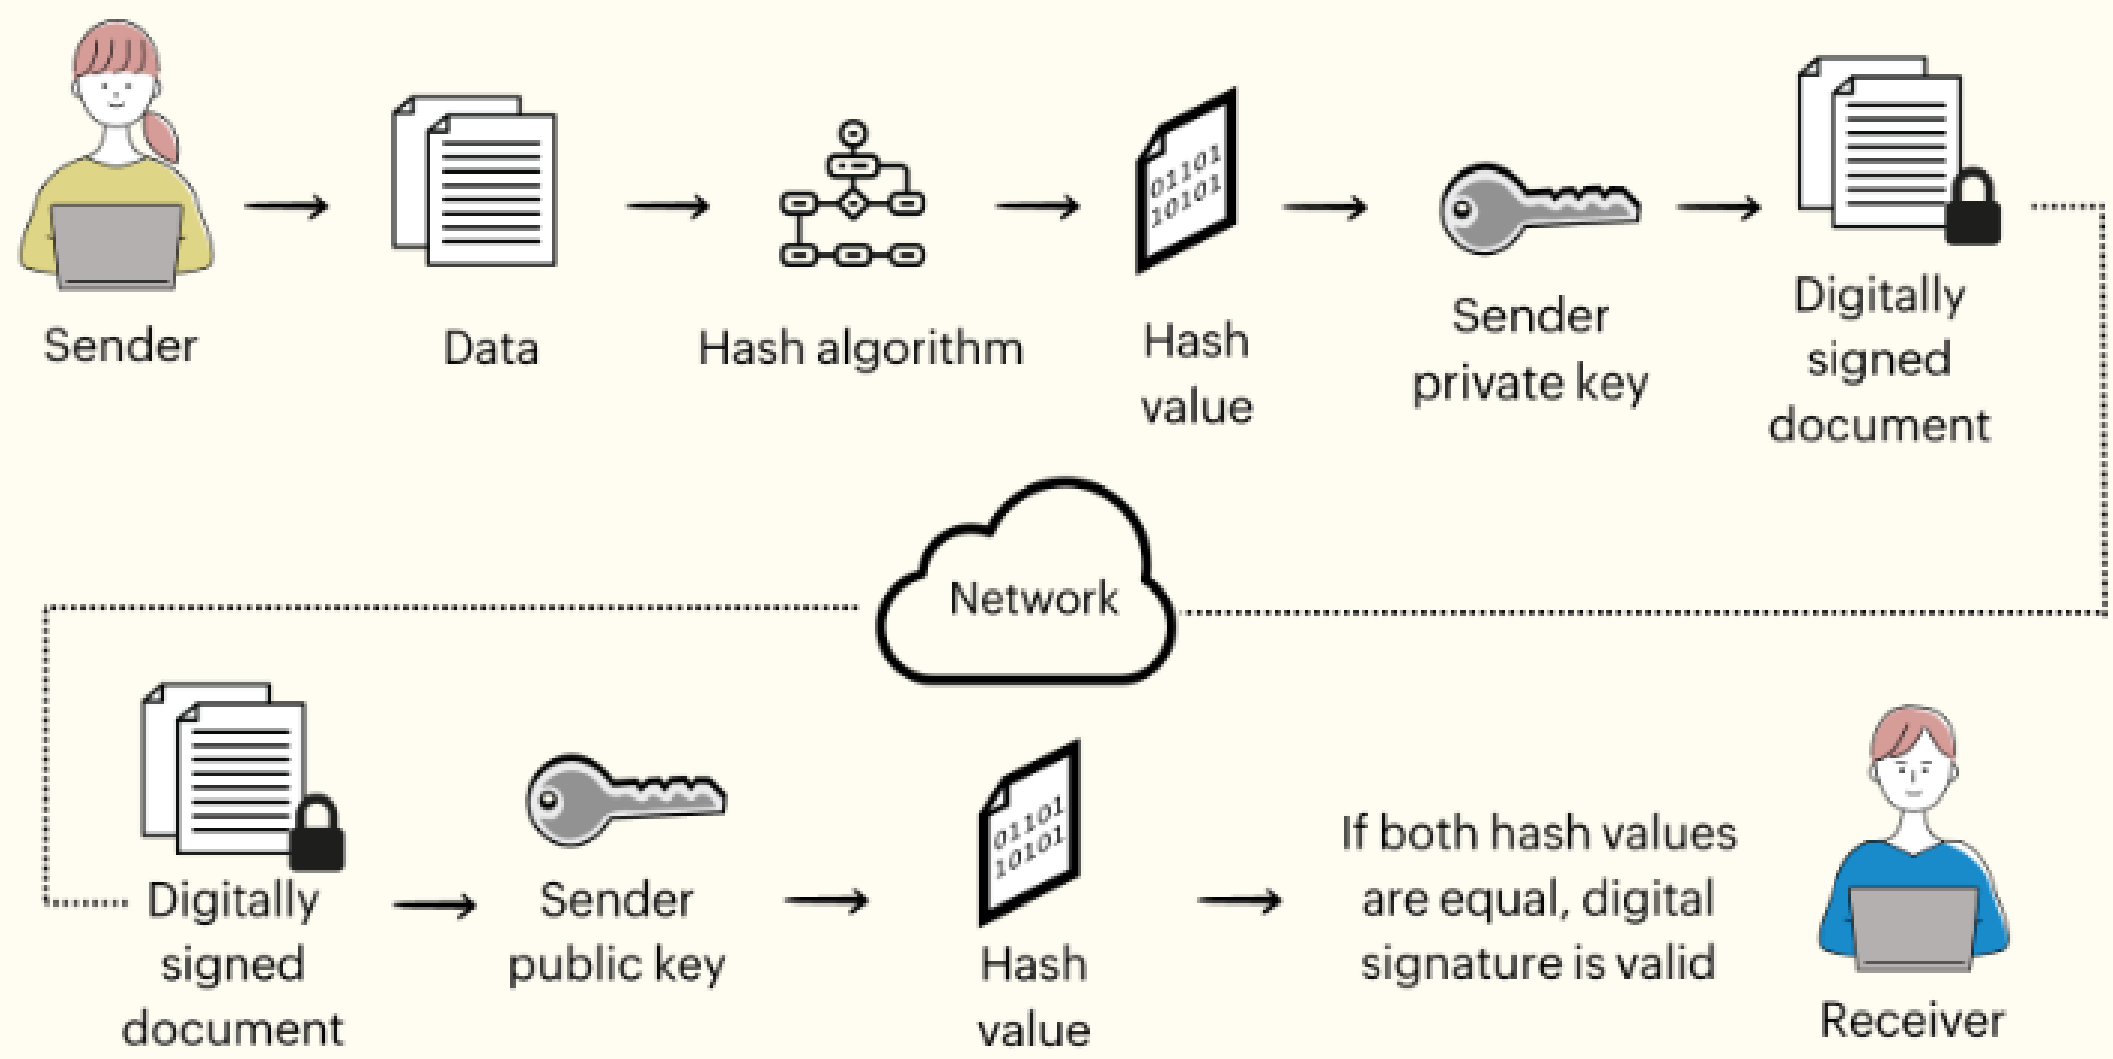 Sender
Data
Hash algorithm
01101
10101
Hash
value
Sender
private key
Digitally
signed
document
Network
Digitally
signed
document
Sender
public key
01101
10101
Hash
value
If both hash values
are equal, digital
signature is valid
Receiver